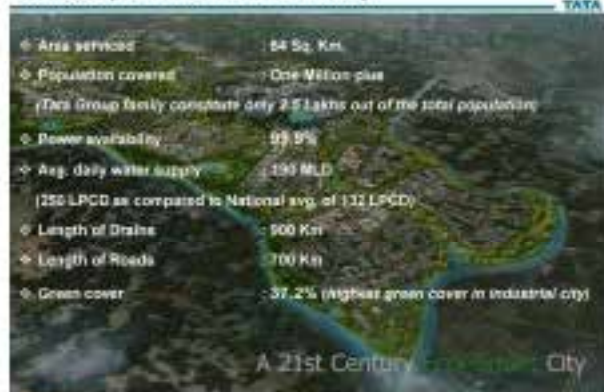 TATA
❖ Area serviced : 64 Sq. Km.
❖ Population covered : One Million plus
(Tata Group family constitute only 2.5 Lakhs out of the total population)
❖ Power availability : 99.9%
❖ Avg. daily water supply : 190 MLD
(250 LPCD as compared to National avg. of 132 LPCD)
❖ Length of Drains : 900 Km
❖ Length of Roads : 700 Km
❖ Green cover : 37.2% (highest green cover in industrial city)
A 21st Century City